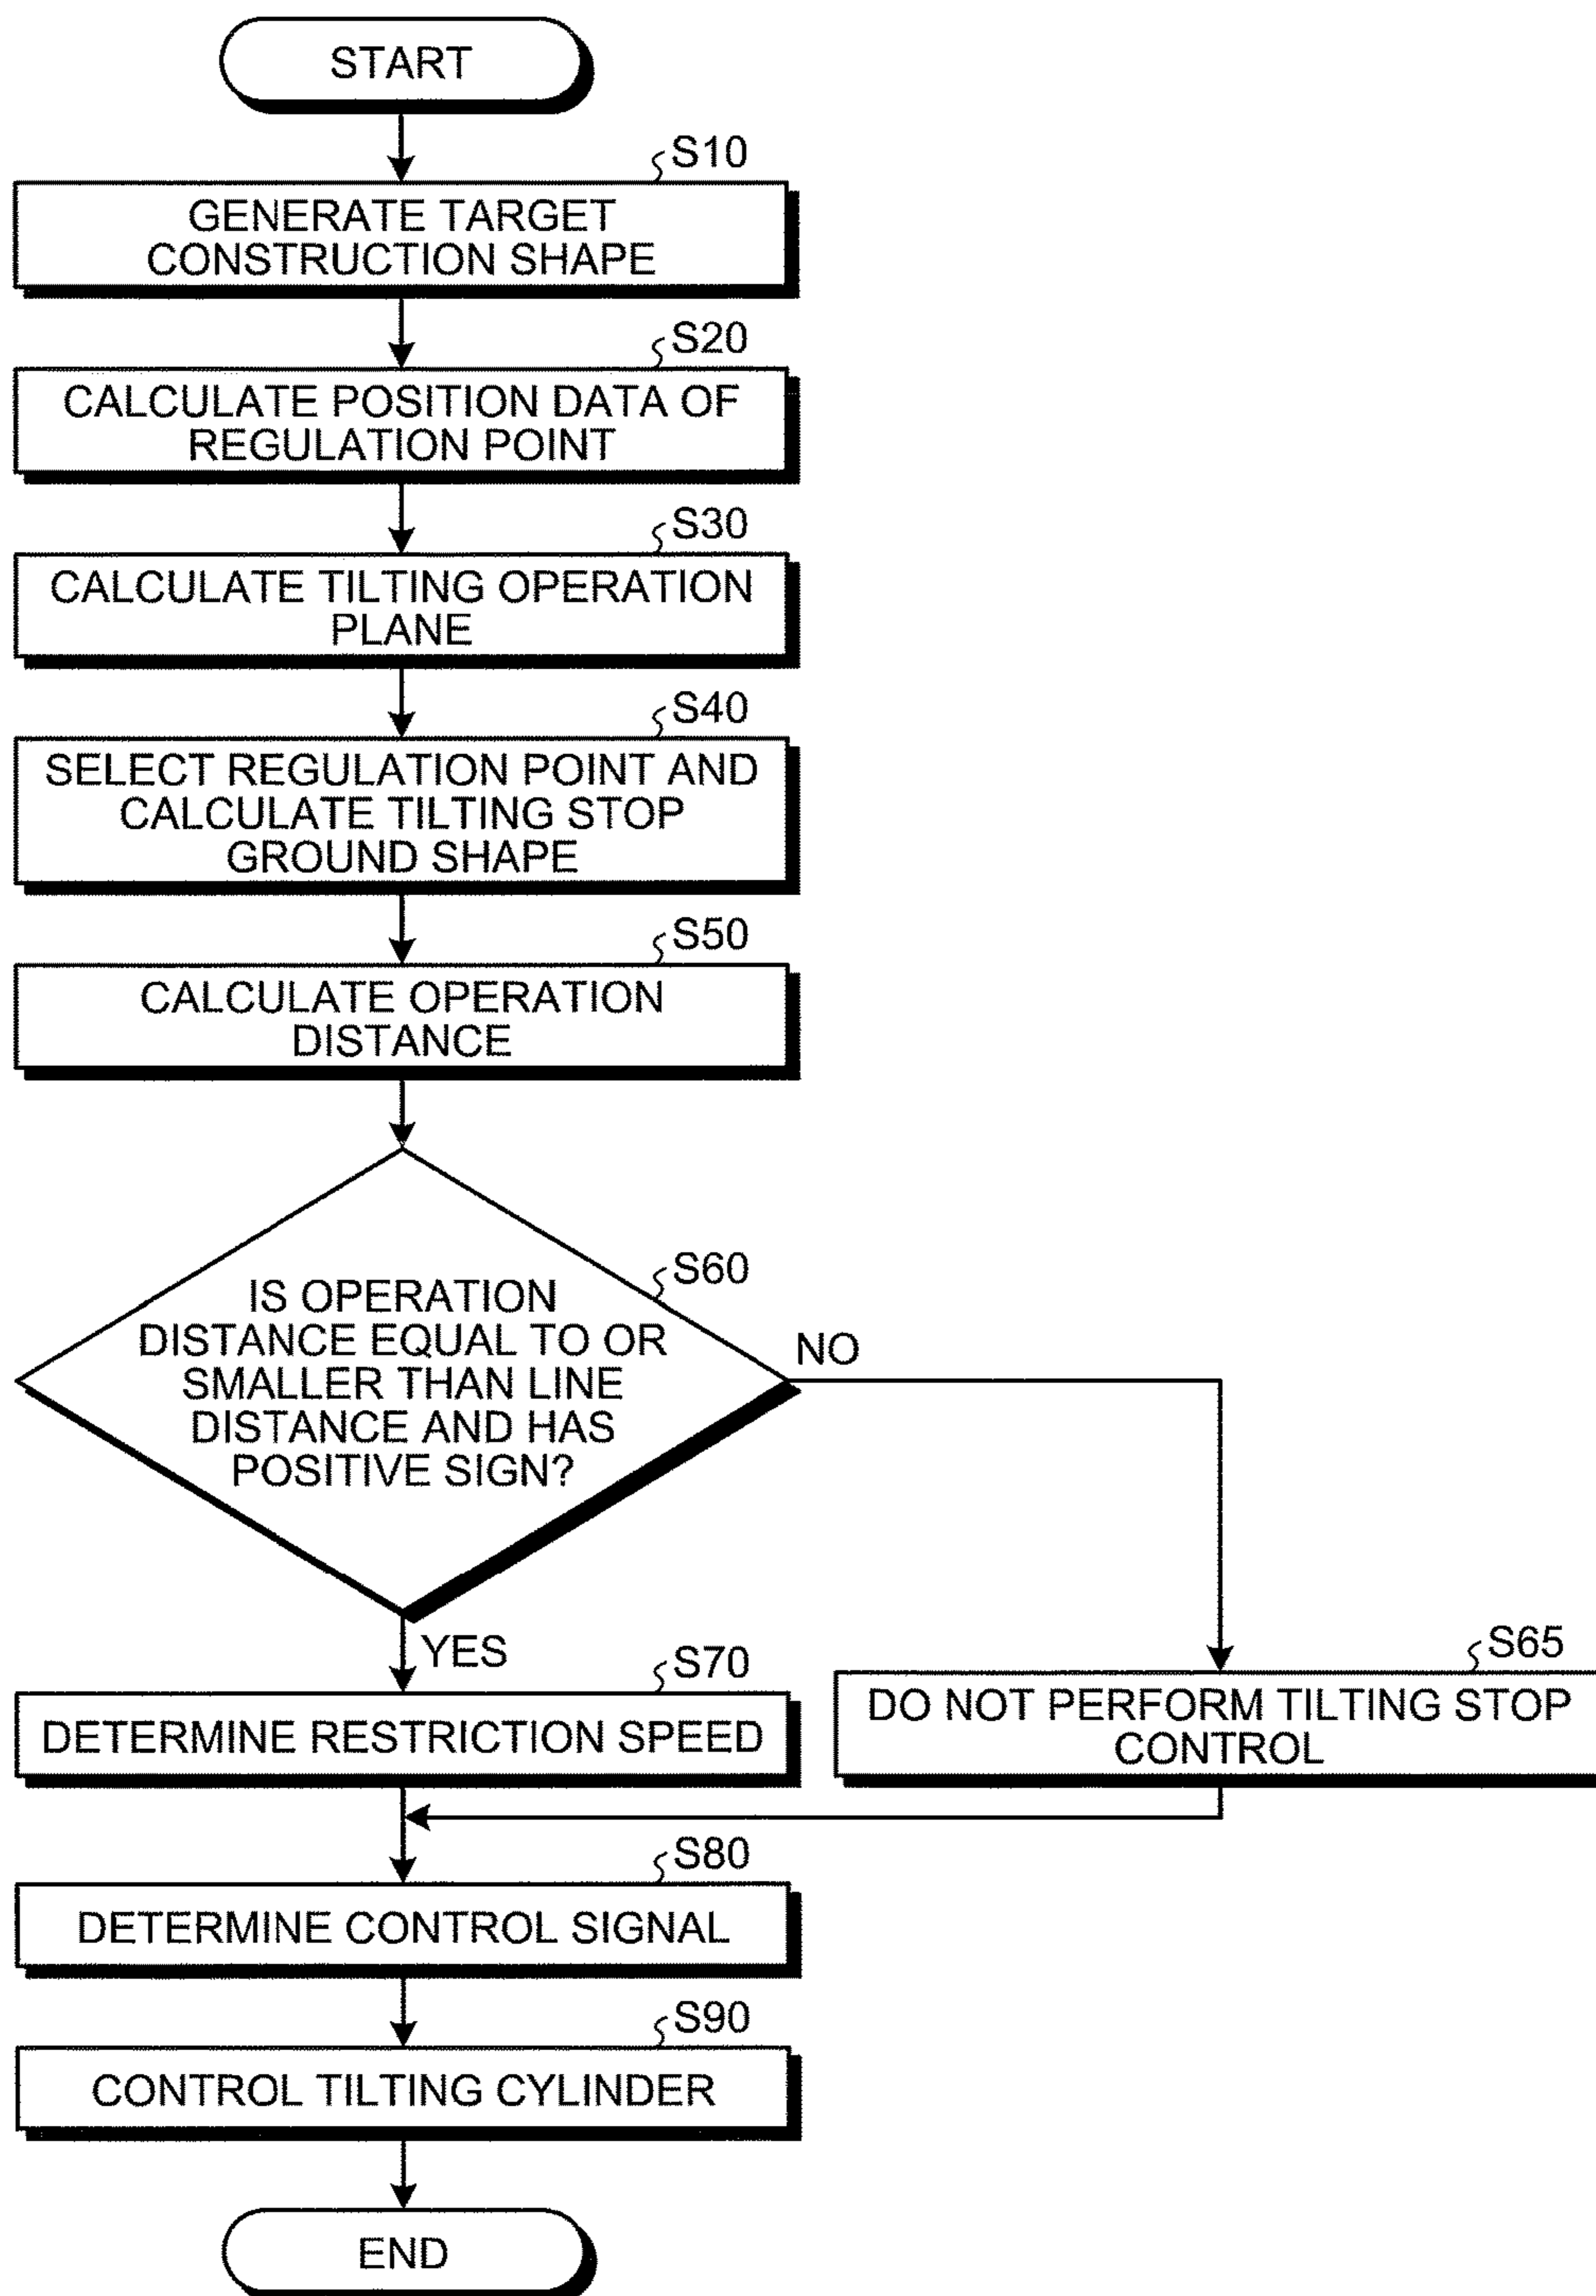 START
S10
GENERATE TARGET
CONSTRUCTION SHAPE
S20
CALCULATE POSITION DATA OF
REGULATION POINT
S30
CALCULATE TILTING OPERATION
PLANE
S40
SELECT REGULATION POINT AND
CALCULATE TILTING STOP
GROUND SHAPE
S50
CALCULATE OPERATION
DISTANCE
S60
IS OPERATION
DISTANCE EQUAL TO OR
SMALLER THAN LINE
DISTANCE AND HAS
POSITIVE SIGN?
NO
YES
S70
DETERMINE RESTRICTION SPEED
S65
DO NOT PERFORM TILTING STOP
CONTROL
S80
DETERMINE CONTROL SIGNAL
S90
CONTROL TILTING CYLINDER
END